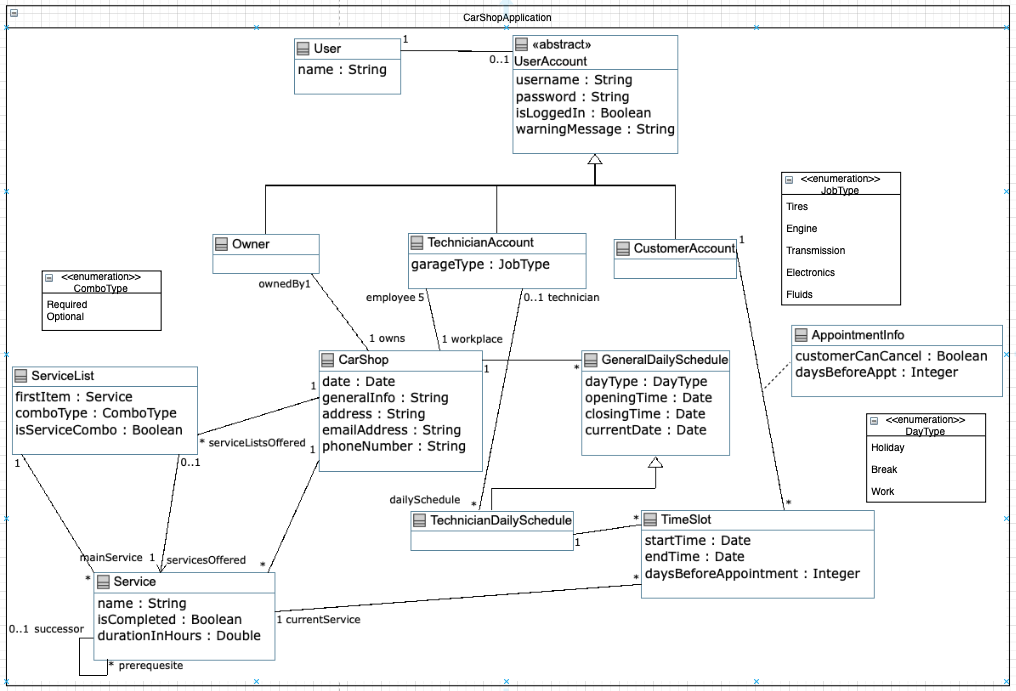 CarShopApplication
User
name : String
1
0..1
«abstract»
UserAccount
username : String
password : String
isLoggedIn : Boolean
warningMessage : String
<<enumeration>>
JobType
Tires
Engine
Transmission
Electronics
Fluids
Owner
TechnicianAccount
garageType : JobType
CustomerAccount
1
<<enumeration>>
ComboType
Required
Optional
ownedBy1
employee 5
0..1 technician
1 owns
1 workplace
AppointmentInfo
customerCanCancel : Boolean
daysBeforeAppt : Integer
ServiceList
firstItem : Service
comboType : ComboType
isServiceCombo : Boolean
CarShop
date : Date
generalInfo : String
address : String
emailAddress : String
phoneNumber : String
1
*
GeneralDailySchedule
dayType : DayType
openingTime : Date
closingTime : Date
currentDate : Date
<<enumeration>>
DayType
Holiday
Break
Work
1
* serviceListsOffered
1
1
0..1
dailySchedule
*
*
TechnicianDailySchedule
1
*
TimeSlot
startTime : Date
endTime : Date
daysBeforeAppointment : Integer
*
mainService
1
servicesOffered
*
*
Service
name : String
isCompleted : Boolean
durationInHours : Double
1 currentService
0..1 successor
* prerequesite